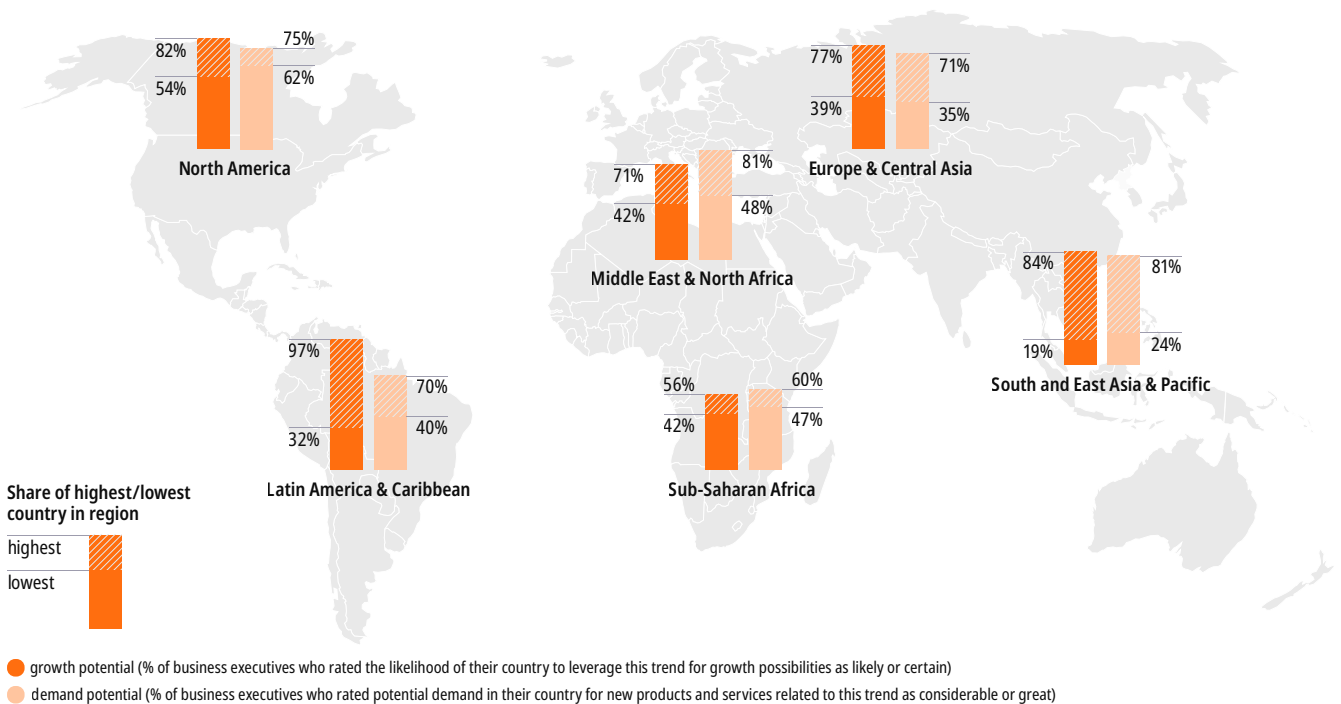 75%
82%
62%
54%
North America
77%
71%
39%
35%
Europe & Central Asia
81%
71%
48%
42%
Middle East & North Africa
84%
81%
19%
24%
South and East Asia & Pacific
97%
70%
32%
40%
Latin America & Caribbean
56%
60%
42%
47%
Sub-Saharan Africa
Share of highest/lowest
country in region
highest
lowest
growth potential (% of business executives who rated the likelihood of their country to leverage this trend for growth possibilities as likely or certain)
demand potential (% of business executives who rated potential demand in their country for new products and services related to this trend as considerable or great)